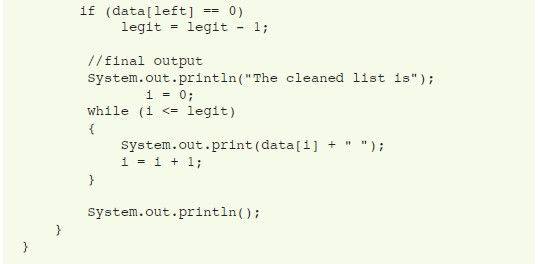 if (data[left] == 0)
legit = legit - 1;
//final output
System.out.println("The cleaned list is");
i = 0;
while (i <= legit)
{
System.out.print(data[i] + " ");
i = i + 1;
}
System.out.println();
}
}